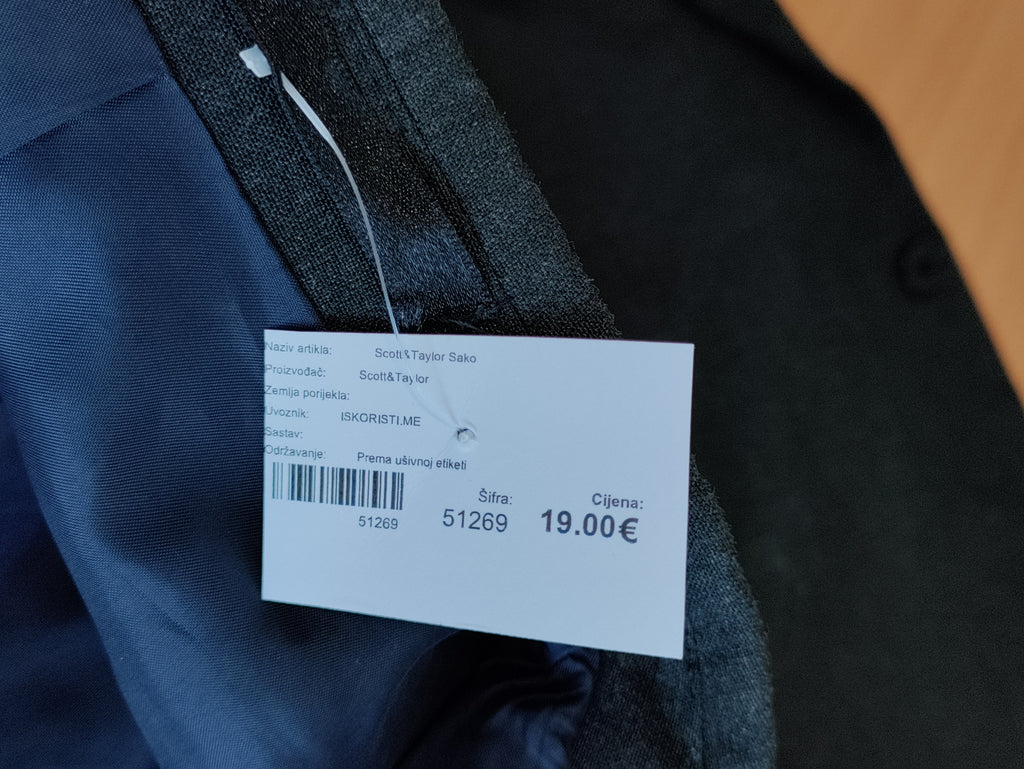 Naziv artikla: Scott&Taylor Sako
Proizvođač: Scott&Taylor
Zemlja porijekla:
Uvoznik: ISKORISTI.ME
Sastav:
Održavanje: Prema ušivnoj etiketi
51269
Šifra:
51269
Cijena:
19.00€